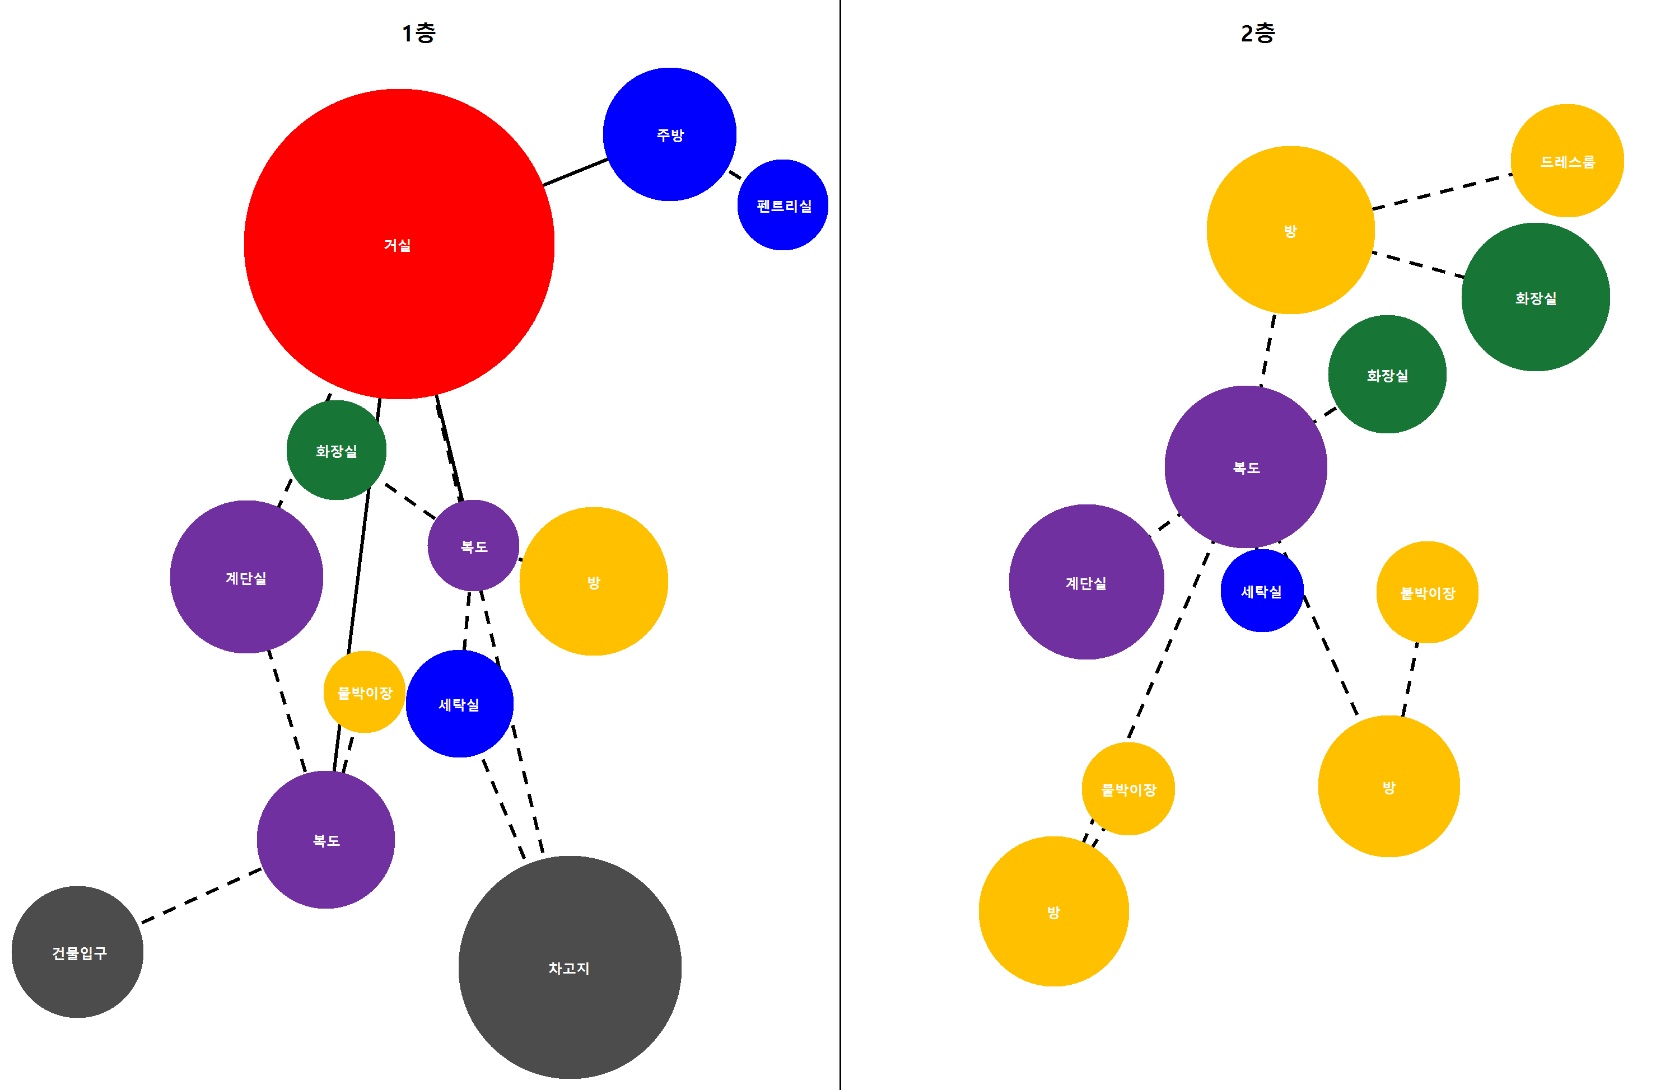 1층
주방
펜트리실
거실
화장실
복도
계단실
방
붙박이장
세탁실
복도
건물입구
차고지
2층
드레스룸
방
화장실
화장실
복도
계단실
세탁실
붙박이장
붙박이장
방
방